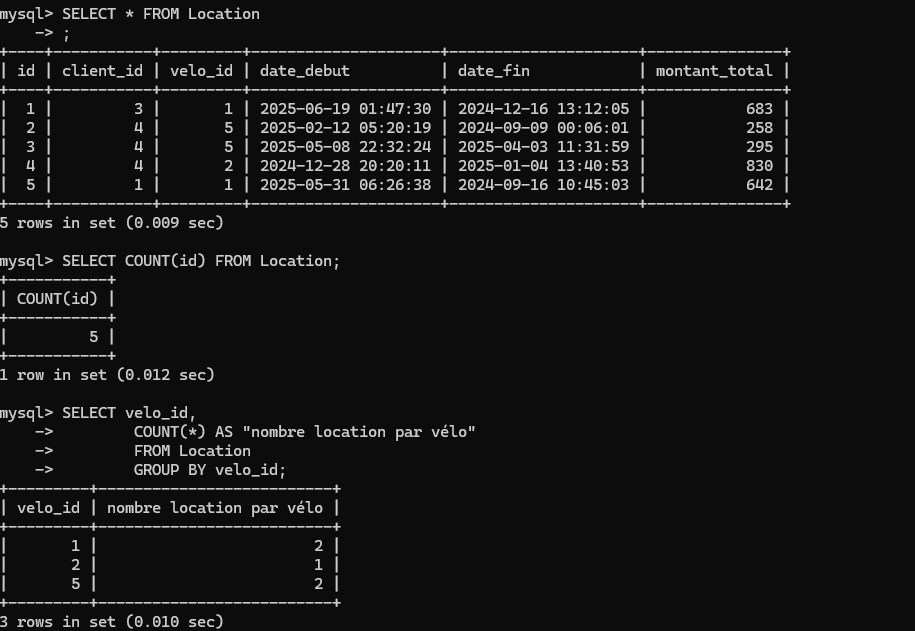 mysql> SELECT * FROM Location
    -> ;
+----+-----------+---------+---------------------+---------------------+---------------+
| id | client_id | velo_id | date_debut          | date_fin            | montant_total |
+----+-----------+---------+---------------------+---------------------+---------------+
|  1 |         3 |       1 | 2025-06-19 01:47:30 | 2024-12-16 13:12:05 |           683 |
|  2 |         4 |       5 | 2025-02-12 05:20:19 | 2024-09-09 00:06:01 |           258 |
|  3 |         4 |       5 | 2025-05-08 22:32:24 | 2025-04-03 11:31:59 |           295 |
|  4 |         4 |       2 | 2024-12-28 20:20:11 | 2025-01-04 13:40:53 |           830 |
|  5 |         1 |       1 | 2025-05-31 06:26:38 | 2024-09-16 10:45:03 |           642 |
+----+-----------+---------+---------------------+---------------------+---------------+
5 rows in set (0.009 sec)

mysql> SELECT COUNT(id) FROM Location;
+-----------+
| COUNT(id) |
+-----------+
|         5 |
+-----------+
1 row in set (0.012 sec)

mysql> SELECT velo_id,
    ->         COUNT(*) AS "nombre location par vélo"
    ->         FROM Location
    ->         GROUP BY velo_id;
+---------+--------------------------+
| velo_id | nombre location par vélo |
+---------+--------------------------+
|       1 |                        2 |
|       2 |                        1 |
|       5 |                        2 |
+---------+--------------------------+
3 rows in set (0.010 sec)